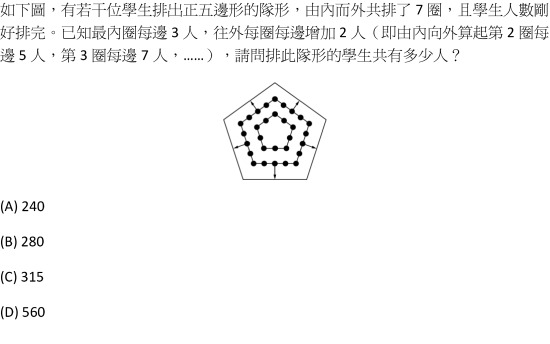 如下圖，有若干位學生排出正五邊形的隊形，由內而外共排了 7 圈，且學生人數剛
好排完。已知最內圈每邊 3 人，往外每圈每邊增加 2 人（即由內向外算起第 2 圈每
邊 5 人，第 3 圈每邊 7 人，……），請問排此隊形的學生共有多少人？
(A) 240
(B) 280
(C) 315
(D) 560